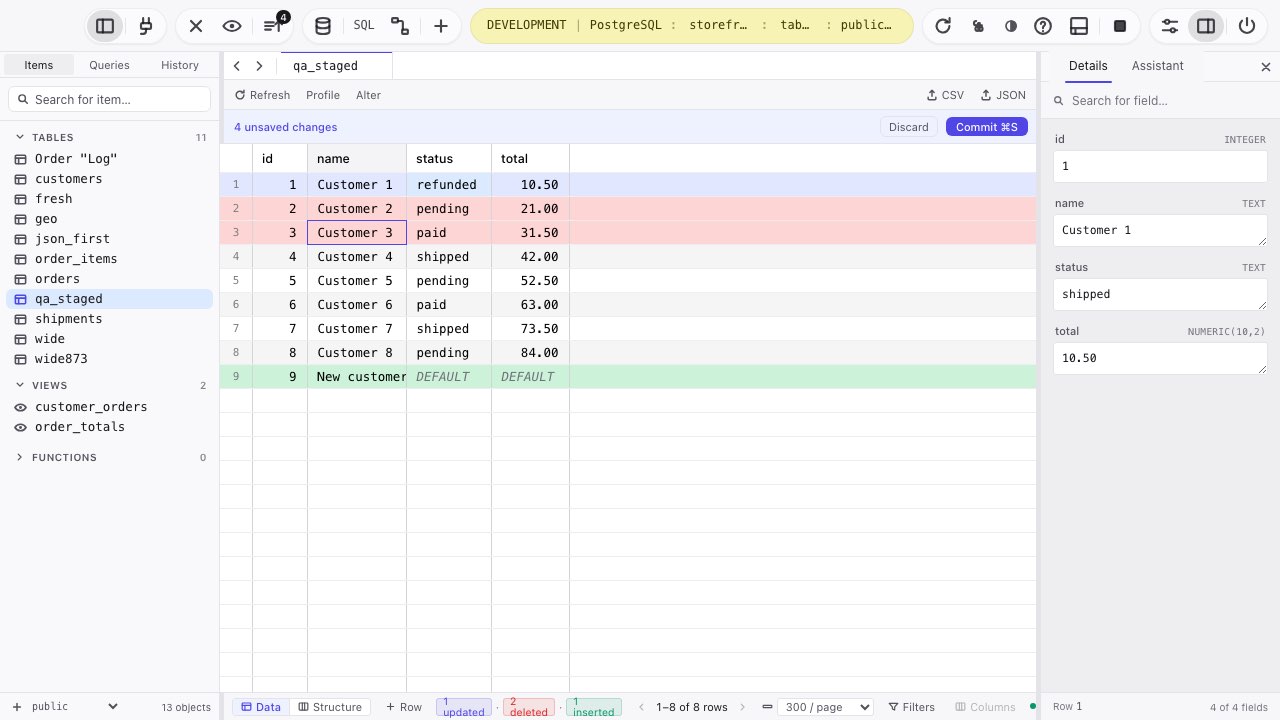 4
SQL
DEVELOPMENT | PostgreSQL : storefr… : tab… : public…
Items Queries History
qa_staged
Details Assistant
Search for item…
Refresh Profile Alter
CSV JSON
Search for field…
4 unsaved changes
Discard Commit ⌘S
TABLES 11
Order "Log"
customers
fresh
geo
json_first
order_items
orders
qa_staged
shipments
wide
wide873
VIEWS 2
customer_orders
order_totals
FUNCTIONS 0
id name status total
1 1 Customer 1 refunded 10.50
2 2 Customer 2 pending 21.00
3 3 Customer 3 paid 31.50
4 4 Customer 4 shipped 42.00
5 5 Customer 5 pending 52.50
6 6 Customer 6 paid 63.00
7 7 Customer 7 shipped 73.50
8 8 Customer 8 pending 84.00
9 9 New customer DEFAULT DEFAULT
id INTEGER
1
name TEXT
Customer 1
status TEXT
shipped
total NUMERIC(10,2)
10.50
public 13 objects
Data Structure
Row
1 updated · 2 deleted · 1 inserted
1–8 of 8 rows
300 / page
Filters
Columns
Row 1
4 of 4 fields